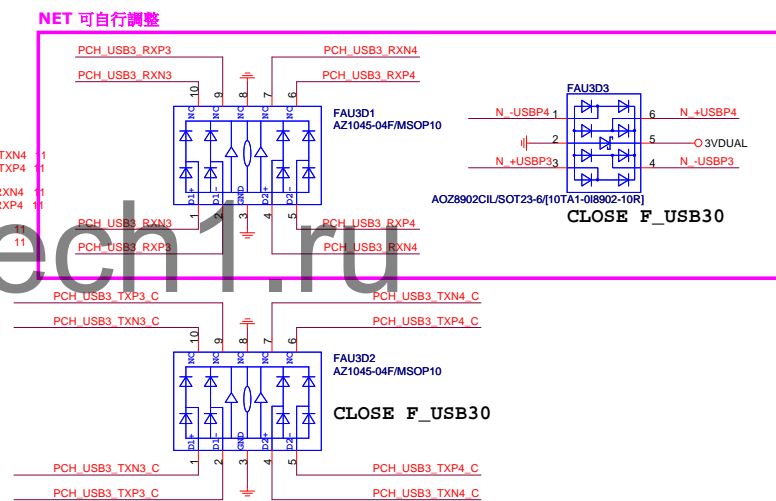 NET 可自行調整
PCH_USB3_RXP3
PCH_USB3_RXN4
PCH_USB3_RXN3
PCH_USB3_RXP4
10 9 8 7 6
NC NC NC NC NC
FAU3D1
AZ1045-04F/MSOP10
D1+ D1- GND D2+ D2-
1 2 3 4 5
PCH_USB3_RXN3
PCH_USB3_RXP4
PCH_USB3_RXP3
PCH_USB3_RXN4
TXN4 11
TXP4 11
RXN4 11
RXP4 11
11
11
FAU3D3
N_-USBP4 1
6 N_+USBP4
2
5 3VDUAL
N_+USBP3 3
4 N_-USBP3
AOZ8902CIL/SOT23-6/[10TA1-0I8902-10R]
CLOSE F_USB30
ech1.ru
PCH_USB3_TXP3_C
PCH_USB3_TXN4_C
PCH_USB3_TXN3_C
PCH_USB3_TXP4_C
10 9 8 7 6
NC NC NC NC NC
FAU3D2
AZ1045-04F/MSOP10
CLOSE F_USB30
D1+ D1- GND D2+ D2-
1 2 3 4 5
PCH_USB3_TXN3_C
PCH_USB3_TXP4_C
PCH_USB3_TXP3_C
PCH_USB3_TXN4_C